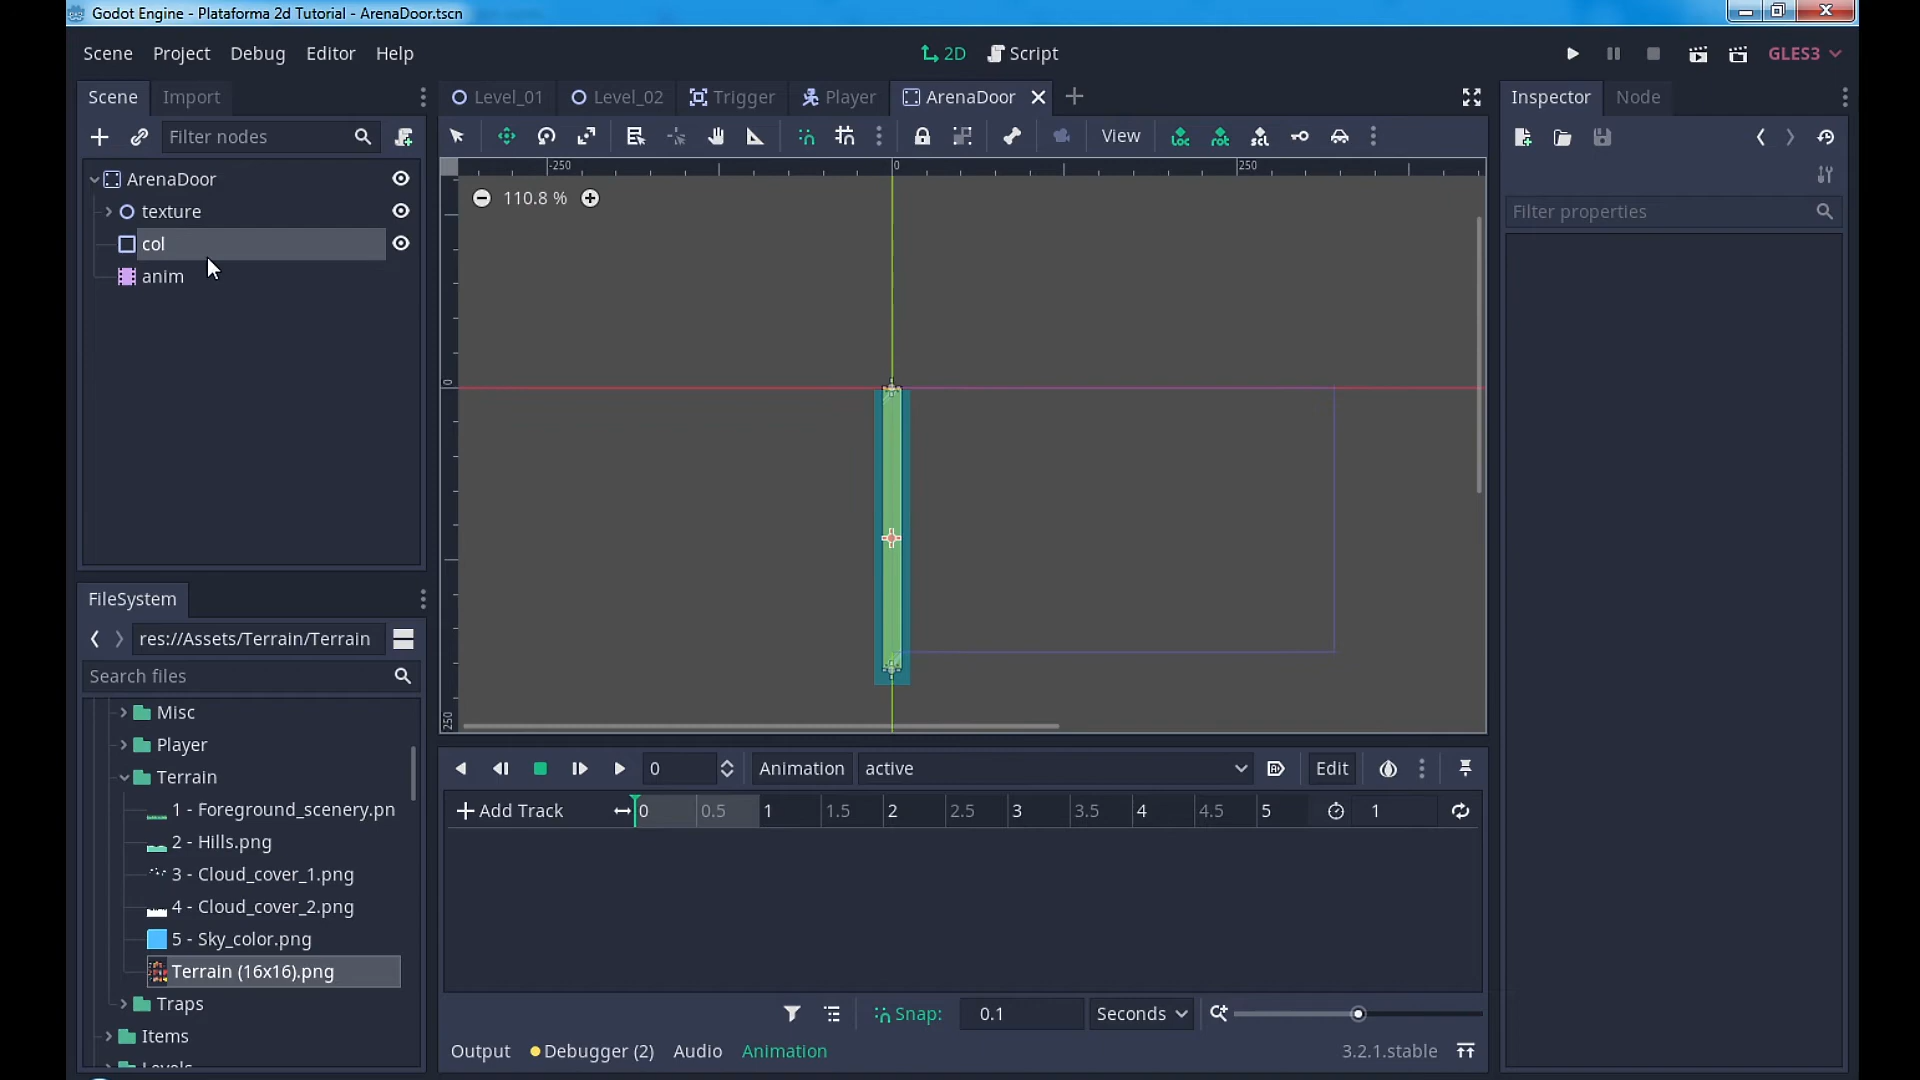 Godot Engine - Plataforma 2d Tutorial - ArenaDoor.tscn
Scene Project Debug Editor Help 2D Script GLES3
Scene Import
Level_01 Level_02 Trigger Player ArenaDoor
Inspector Node
Filter nodes
View
ArenaDoor
texture
col
anim
-250 0 250
110.8 %
0
250
Filter properties
FileSystem
res://Assets/Terrain/Terrain
Search files
Misc
Player
Terrain
1 - Foreground_scenery.pn
2 - Hills.png
3 - Cloud_cover_1.png
4 - Cloud_cover_2.png
5 - Sky_color.png
Terrain (16x16).png
Traps
Items
0 Animation active Edit
Add Track 0 0.5 1 1.5 2 2.5 3 3.5 4 4.5 5 1
Snap: 0.1 Seconds
Output Debugger (2) Audio Animation 3.2.1.stable